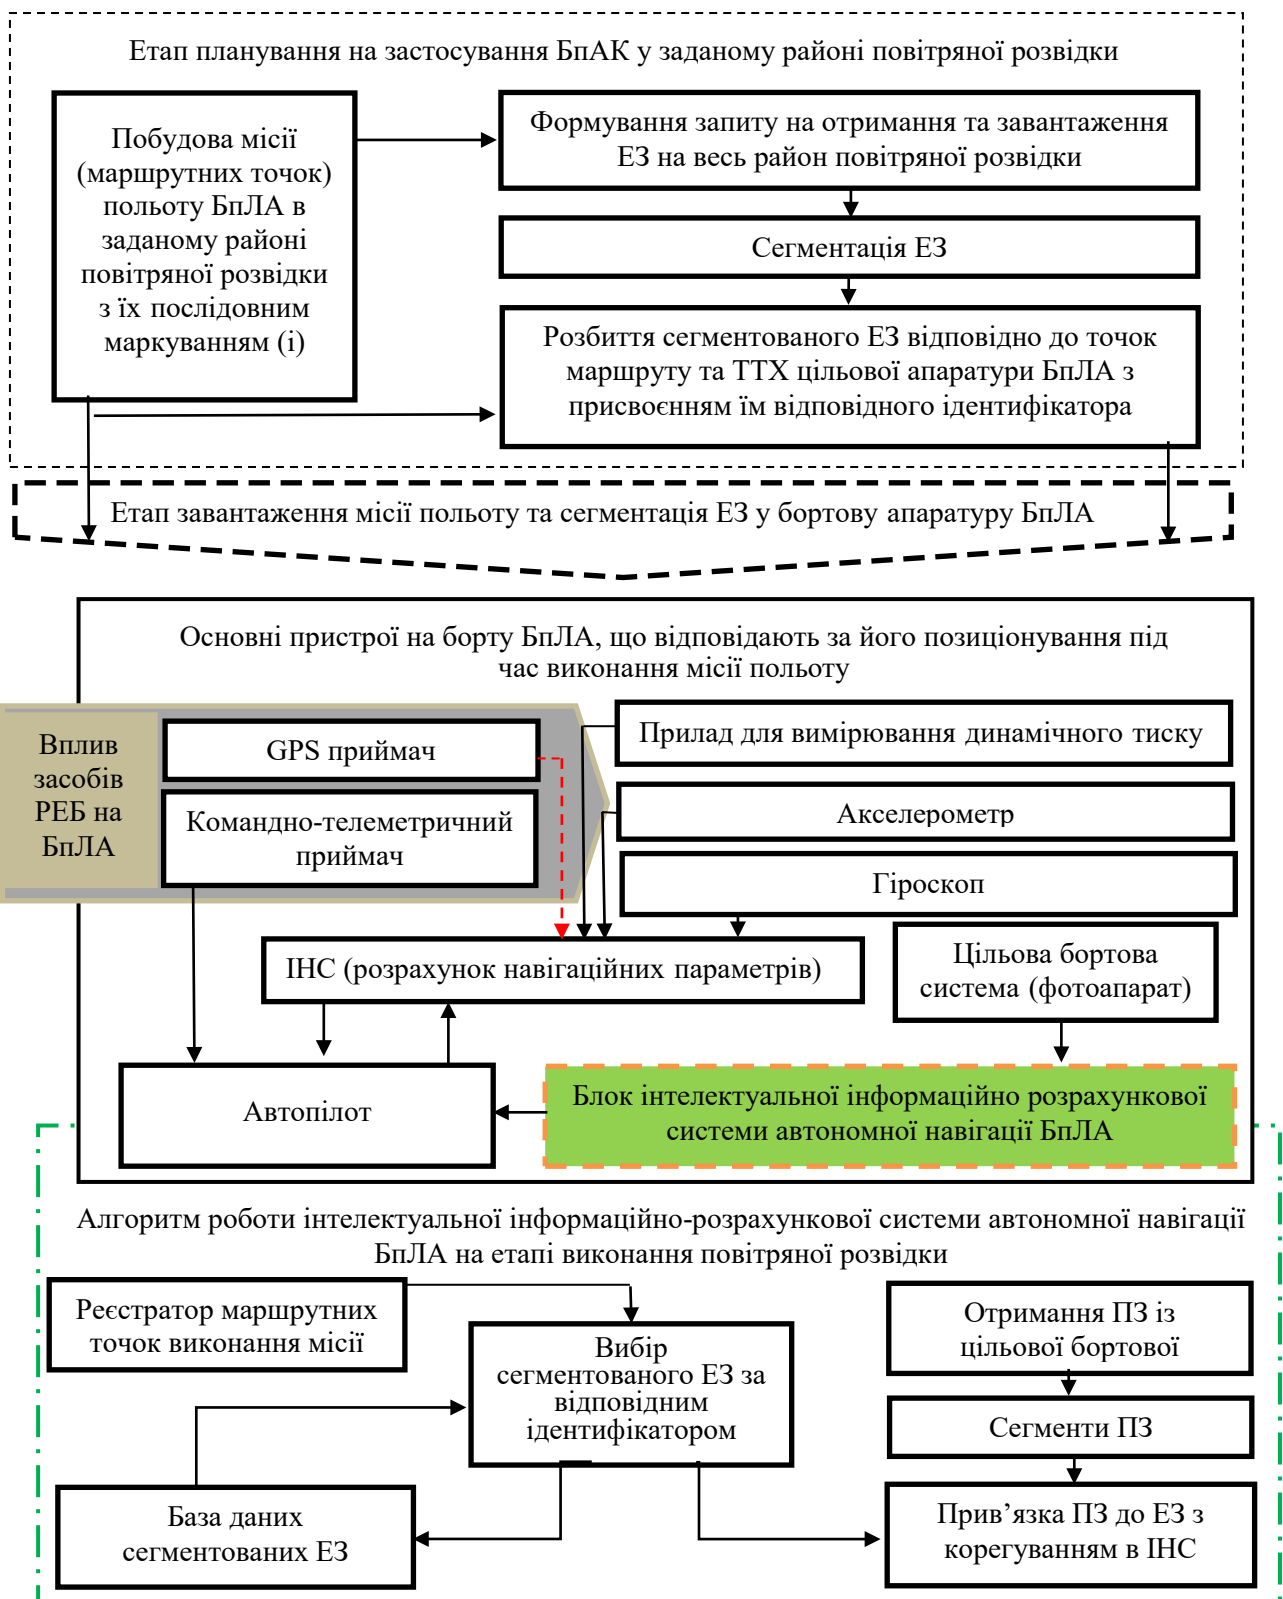 Етап планування на застосування БпАК у заданому районі повітряної розвідки
Побудова місії
(маршрутних точок)
польоту БпЛА в
заданому районі
повітряної розвідки
з їх послідовним
маркуванням (і)
Формування запиту на отримання та завантаження
ЕЗ на весь район повітряної розвідки
Сегментація ЕЗ
Розбиття сегментованого ЕЗ відповідно до точок
маршруту та ТТХ цільової апаратури БпЛА з
присвоєнням їм відповідного ідентифікатора
Етап завантаження місії польоту та сегментація ЕЗ у бортову апаратуру БпЛА
Основні пристрої на борту БпЛА, що відповідають за його позиціонування під
час виконання місії польоту
Вплив
засобів
РЕБ на
БпЛА
GPS приймач
Командно-телеметричний
приймач
Прилад для вимірювання динамічного тиску
Акселерометр
Гіроскоп
ІНС (розрахунок навігаційних параметрів)
Цільова бортова
система (фотоапарат)
Автопілот
Блок інтелектуальної інформаційно розрахункової
системи автономної навігації БпЛА
Алгоритм роботи інтелектуальної інформаційно-розрахункової системи автономної навігації
БпЛА на етапі виконання повітряної розвідки
Реєстратор маршрутних
точок виконання місії
Вибір
сегментованого ЕЗ за
відповідним
ідентифікатором
Отримання ПЗ із
цільової бортової
Сегменти ПЗ
База даних
сегментованих ЕЗ
Прив’язка ПЗ до ЕЗ з
корегуванням в ІНС